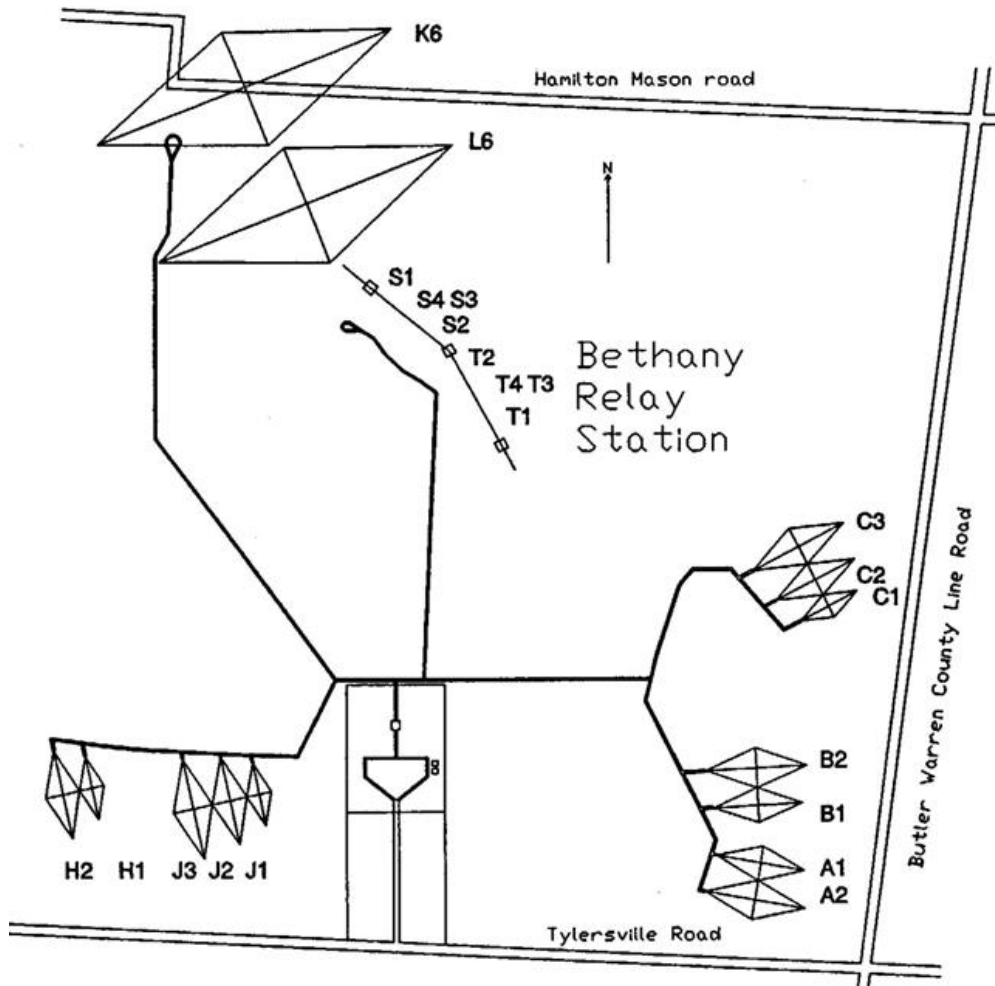 K6
Hamilton Mason road
L6
N
S1
S4 S3
S2
T2
T4 T3
T1
Bethany
Relay
Station
C3
C2
C1
Butler Warren County Line Road
B2
B1
A1
A2
H2 H1 J3 J2 J1
Tylersville Road